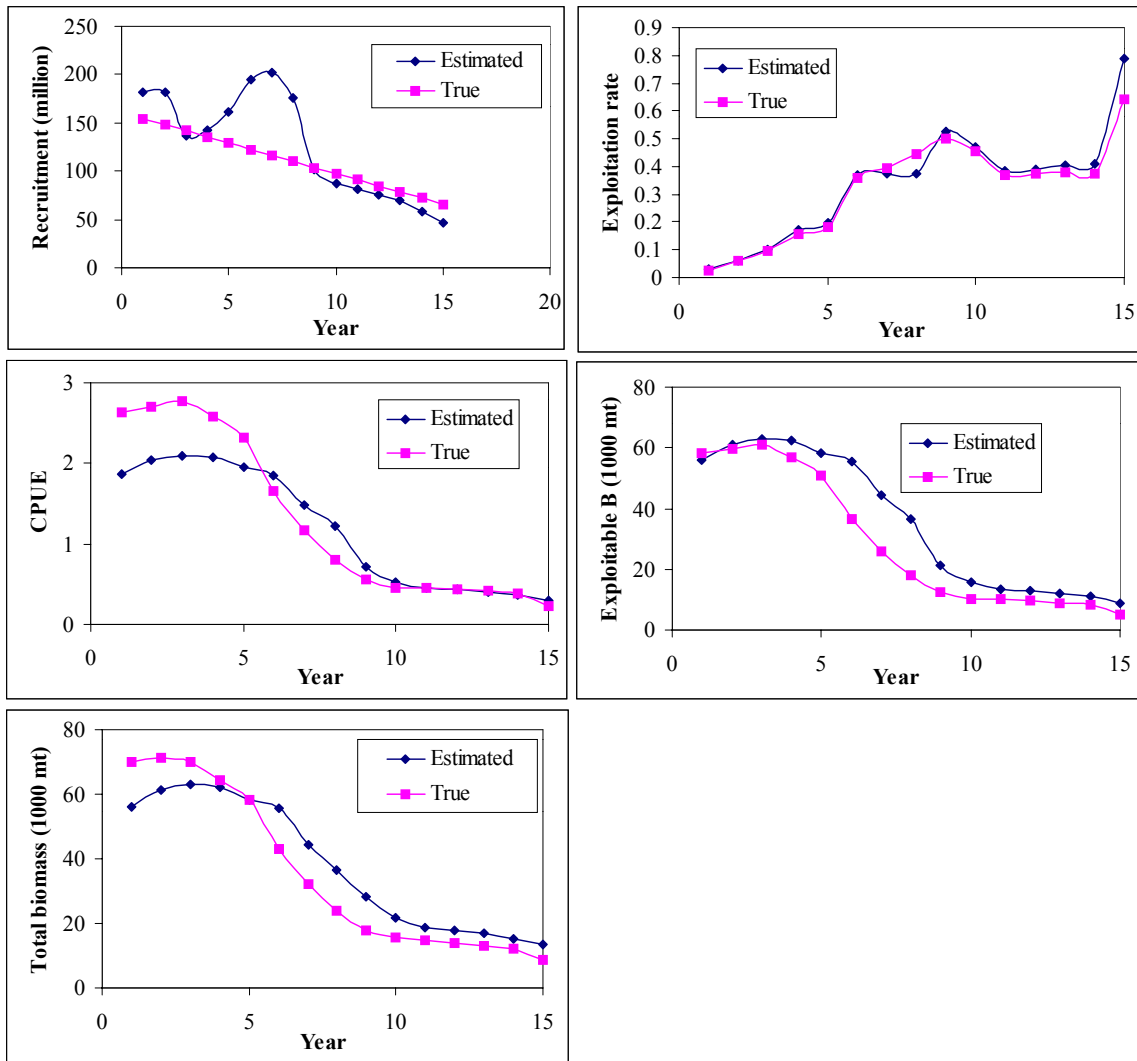 Recruitment (million)
250
200
150
100
50
0
0 5 10 15 20
Year
Estimated
True
Exploitation rate
0.9
0.8
0.7
0.6
0.5
0.4
0.3
0.2
0.1
0
0 5 10 15
Year
Estimated
True
CPUE
3
2
1
0
0 5 10 15
Year
Estimated
True
Exploitable B (1000 mt)
80
60
40
20
0
0 5 10 15
Year
Estimated
True
Total biomass (1000 mt)
80
60
40
20
0
0 5 10 15
Year
Estimated
True